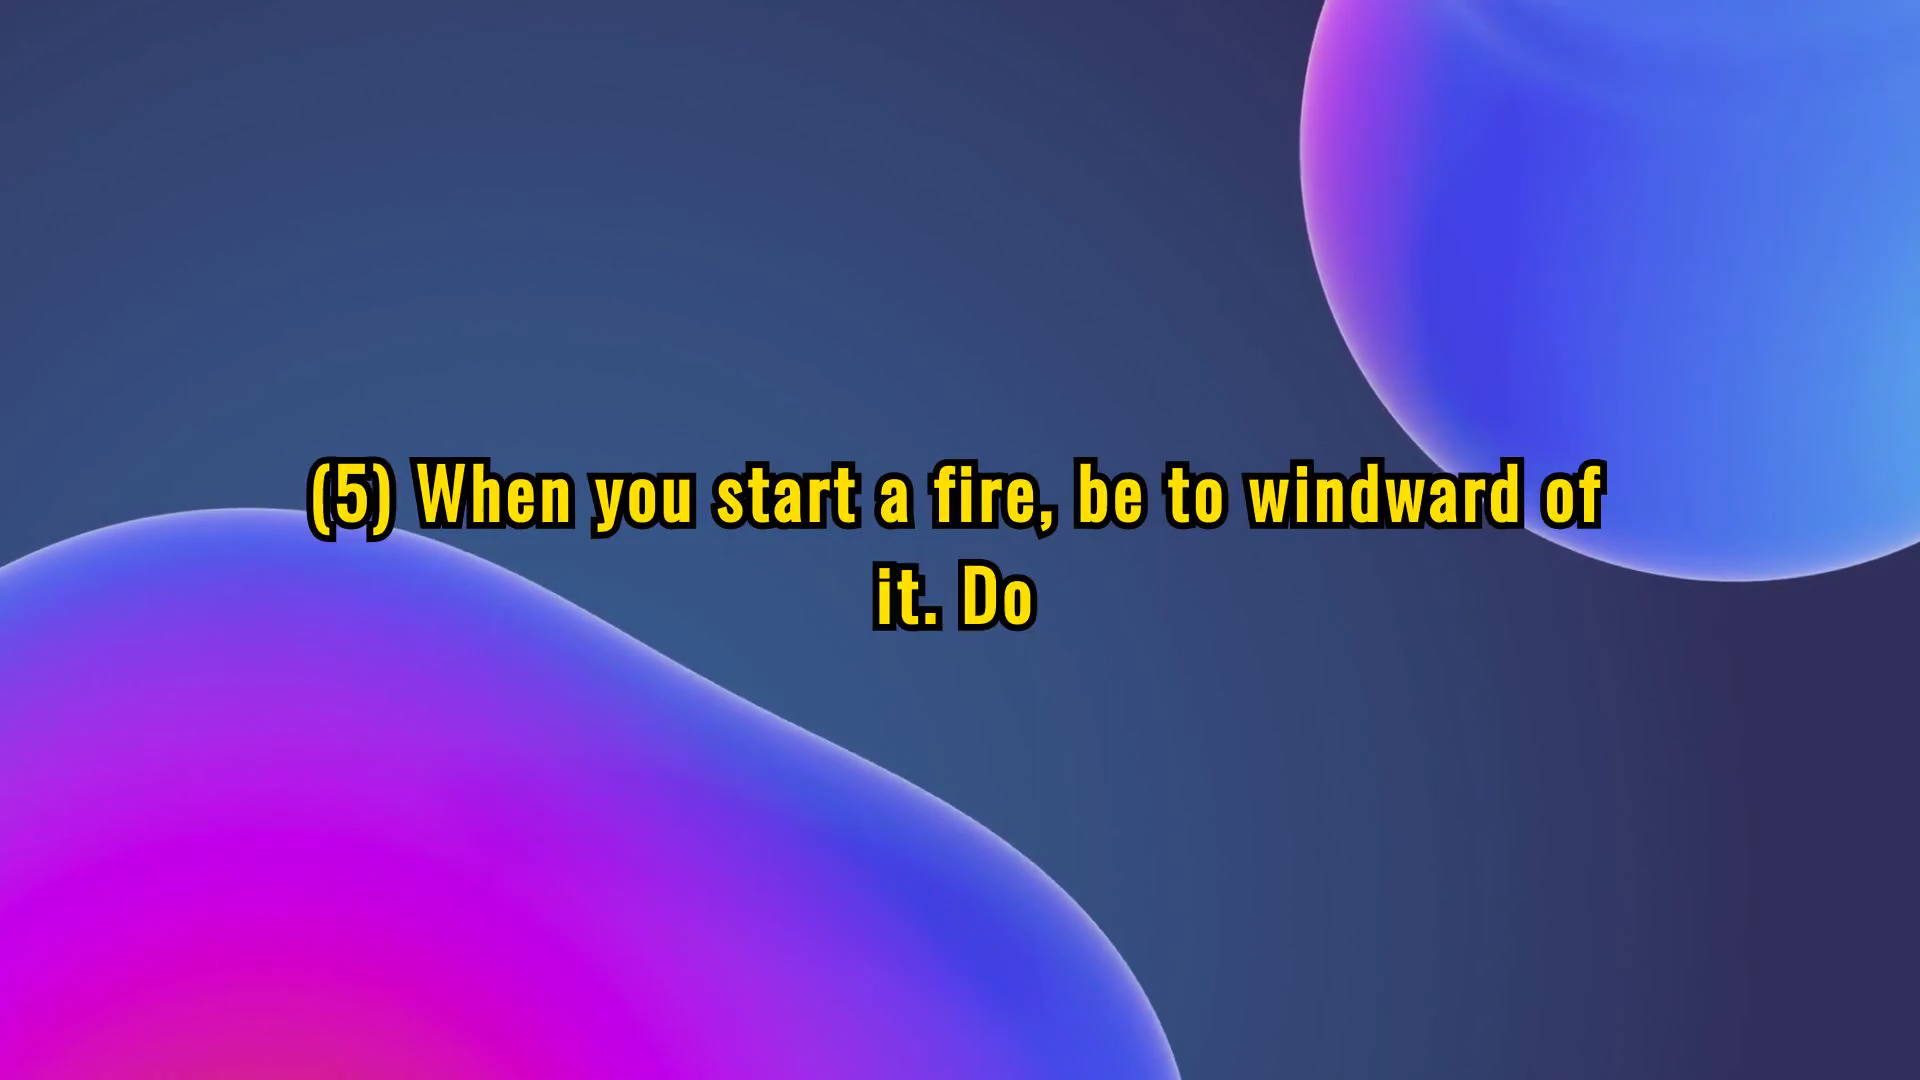 (5) When you start a fire, be to windward of
it. Do